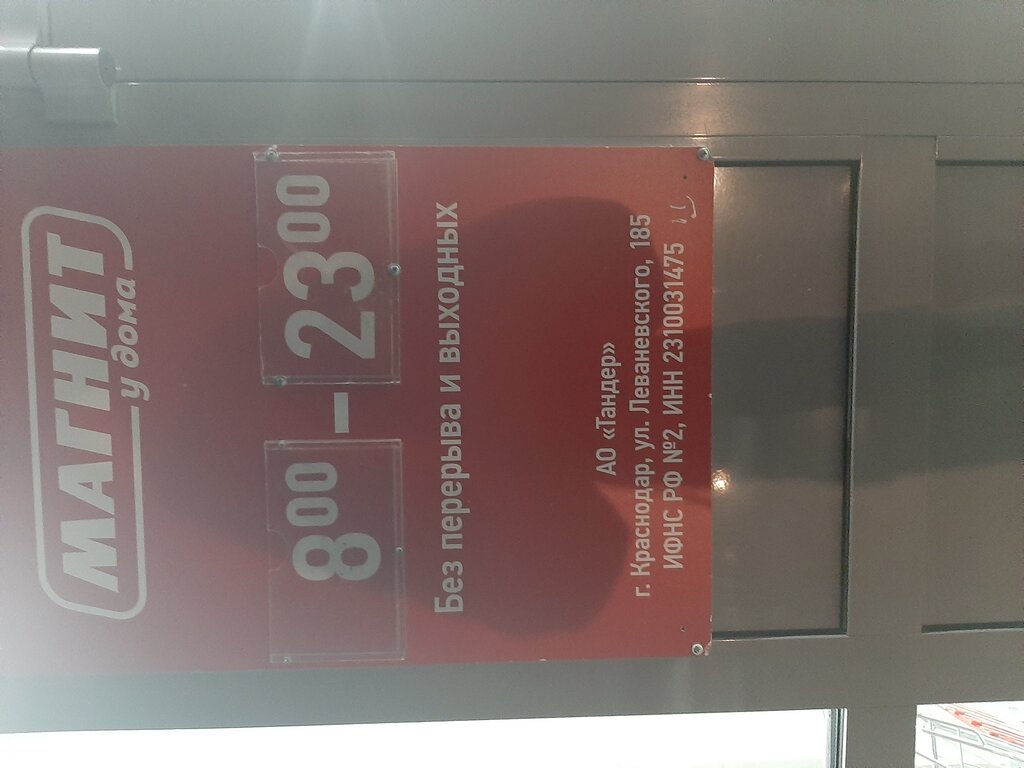 МАГНИТ
у дома
8⁰⁰ – 23⁰⁰
Без перерыва и выходных
АО «Тандер»
г. Краснодар, ул. Леваневского, 185
ИФНС РФ №2, ИНН 2310031475